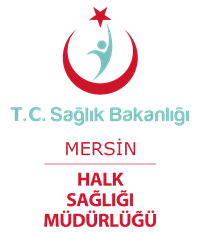 T.C. Sağlık Bakanlığı
MERSİN
HALK
SAĞLIĞI
MÜDÜRLÜĞÜ